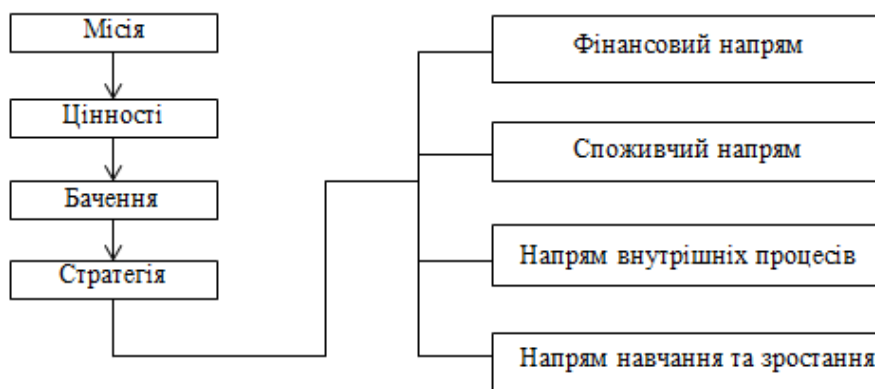 Місія
Цінності
Бачення
Стратегія
Фінансовий напрям
Споживчий напрям
Напрям внутрішніх процесів
Напрям навчання та зростання